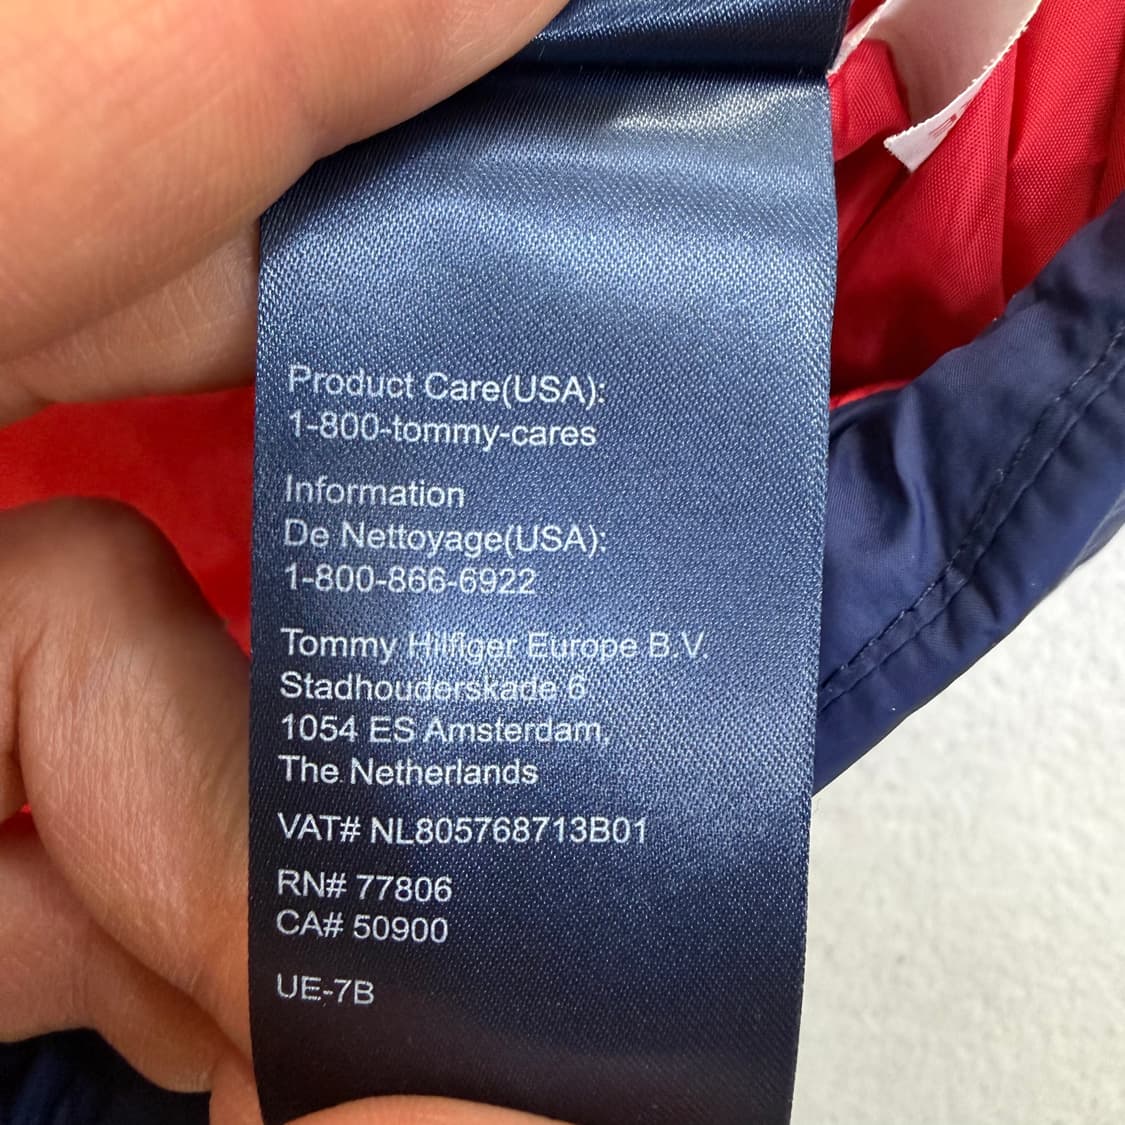 Product Care(USA):
1-800-tommy-cares
Information
De Nettoyage(USA):
1-800-866-6922
Tommy Hilfiger Europe B.V.
Stadhouderskade 6
1054 ES Amsterdam,
The Netherlands
VAT# NL805768713B01
RN# 77806
CA# 50900
UE-7B